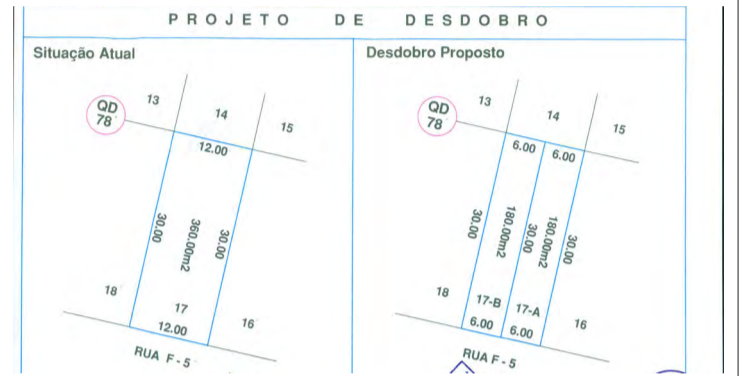 PROJETO DE DESDOBRO
Situação Atual
QD
78
13
14
15
12.00
30.00
360.00m2
30.00
18
17
16
12.00
RUA F-5
Desdobro Proposto
QD
78
13
14
15
6.00
6.00
30.00
180.00m2
30.00
180.00m2
30.00
18
17-B
17-A
16
6.00
6.00
RUA F-5